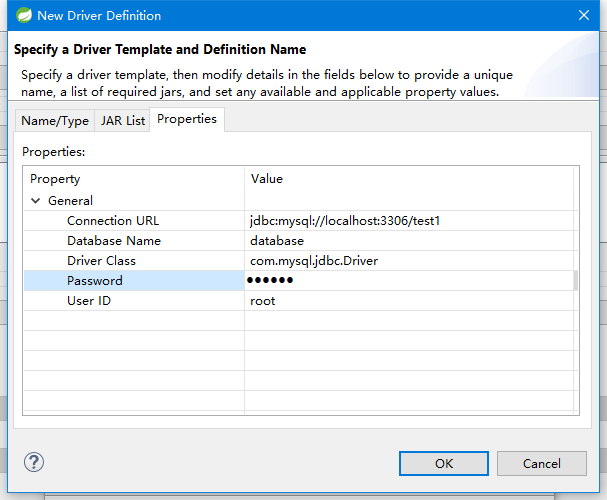 New Driver Definition
Specify a Driver Template and Definition Name
Specify a driver template, then modify details in the fields below to provide a unique
name, a list of required jars, and set any available and applicable property values.
Name/Type JAR List Properties
Properties:
Property Value
General
Connection URL jdbc:mysql://localhost:3306/test1
Database Name database
Driver Class com.mysql.jdbc.Driver
Password ●●●●●●
User ID root
? OK Cancel